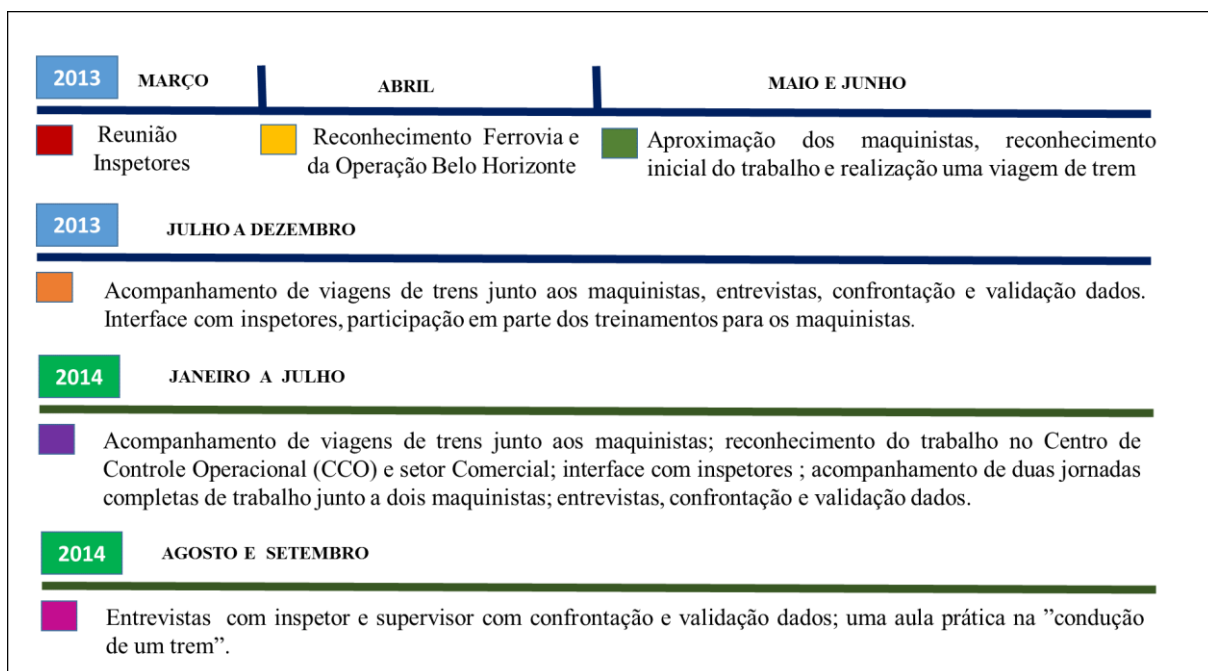 2013 MARÇO ABRIL MAIO E JUNHO
Reunião
Inspetores
Reconhecimento Ferrovia e
da Operação Belo Horizonte
Aproximação dos maquinistas, reconhecimento
inicial do trabalho e realização uma viagem de trem
2013 JULHO A DEZEMBRO
Acompanhamento de viagens de trens junto aos maquinistas, entrevistas, confrontação e validação dados.
Interface com inspetores, participação em parte dos treinamentos para os maquinistas.
2014 JANEIRO A JULHO
Acompanhamento de viagens de trens junto aos maquinistas; reconhecimento do trabalho no Centro de
Controle Operacional (CCO) e setor Comercial; interface com inspetores ; acompanhamento de duas jornadas
completas de trabalho junto a dois maquinistas; entrevistas, confrontação e validação dados.
2014 AGOSTO E SETEMBRO
Entrevistas com inspetor e supervisor com confrontação e validação dados; uma aula prática na ”condução
de um trem”.